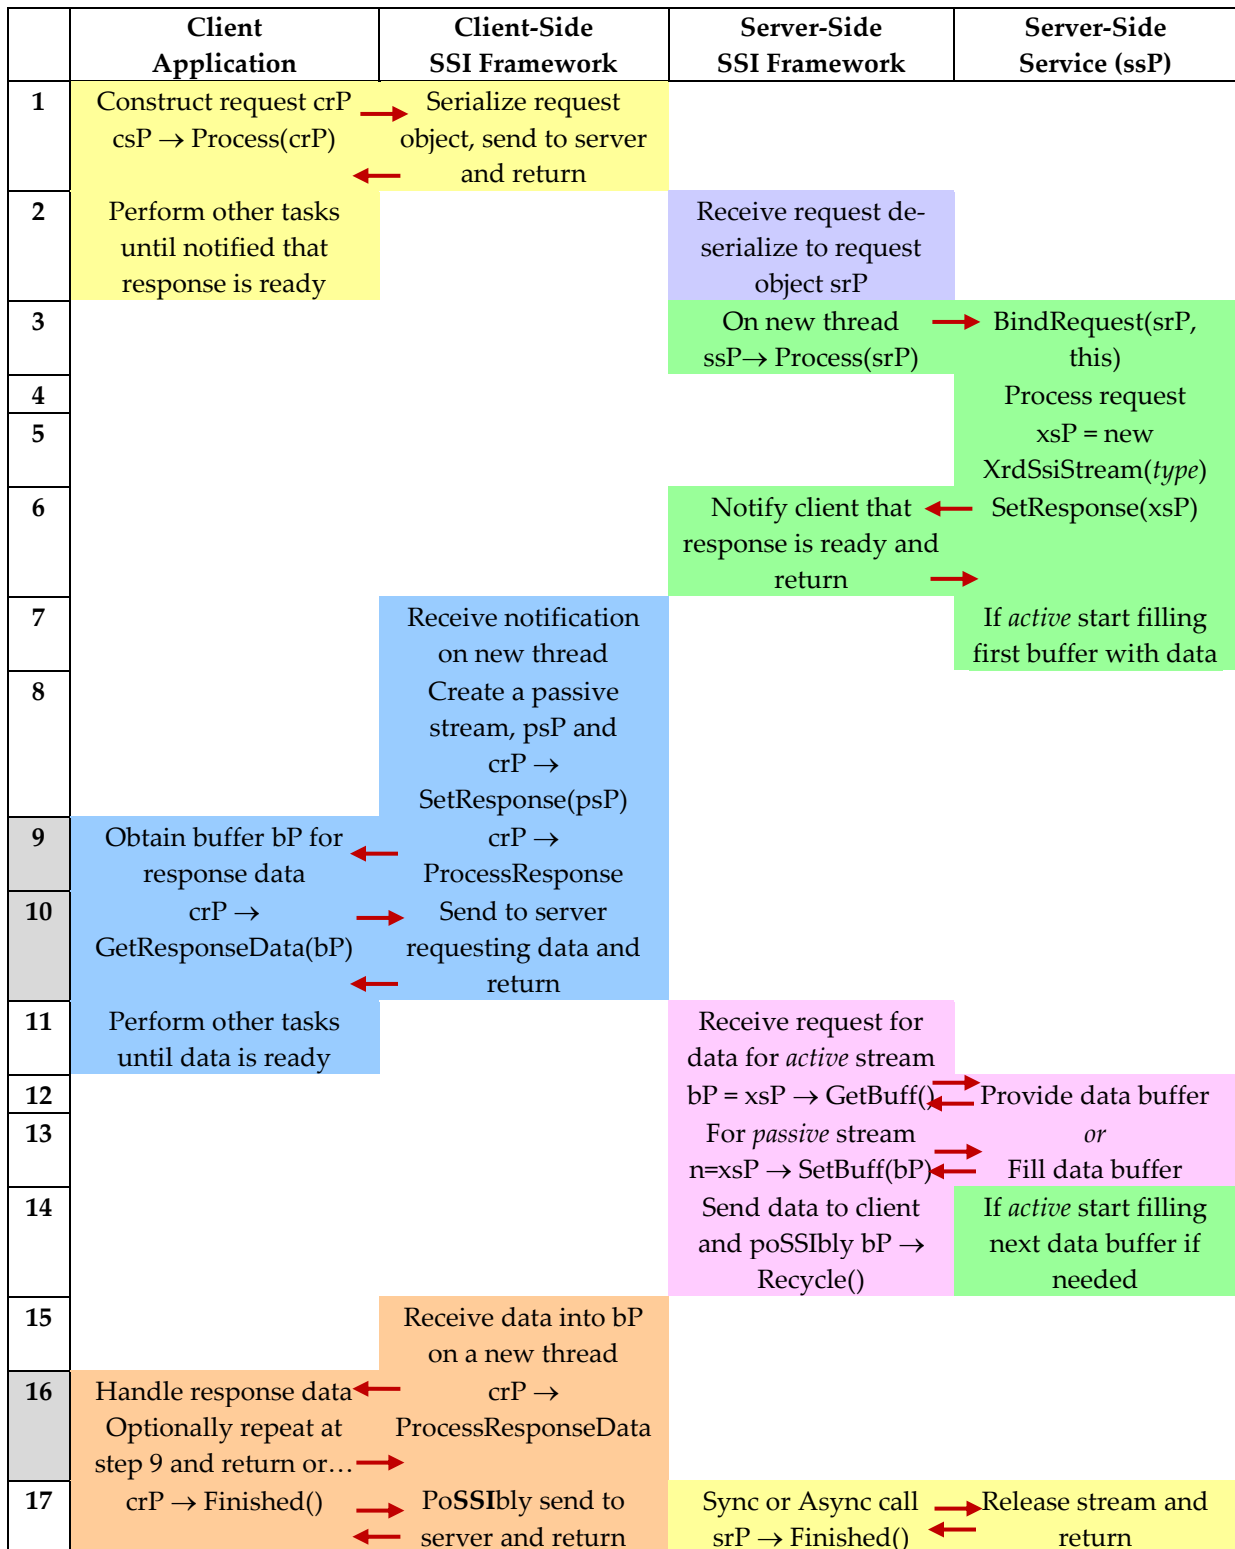 Client Application
Client-Side SSI Framework
Server-Side SSI Framework
Server-Side Service (ssP)
1
Construct request crP
csP → Process(crP)
Serialize request
object, send to server
and return
2
Perform other tasks
until notified that
response is ready
Receive request de-
serialize to request
object srP
3
On new thread
ssP→ Process(srP)
BindRequest(srP,
this)
4
Process request
5
xsP = new
XrdSsiStream(type)
6
Notify client that
response is ready and
return
SetResponse(xsP)
7
Receive notification
on new thread
If active start filling
first buffer with data
8
Create a passive
stream, psP and
crP →
SetResponse(psP)
9
Obtain buffer bP for
response data
crP →
ProcessResponse
10
crP →
GetResponseData(bP)
Send to server
requesting data and
return
11
Perform other tasks
until data is ready
Receive request for
data for active stream
12
bP = xsP → GetBuff()
Provide data buffer
13
For passive stream
n=xsP → SetBuff(bP)
or
Fill data buffer
14
Send data to client
and poSSIbly bP →
Recycle()
If active start filling
next data buffer if
needed
15
Receive data into bP
on a new thread
16
Handle response data
Optionally repeat at
step 9 and return or…
crP →
ProcessResponseData
17
crP → Finished()
PoSSIbly send to
server and return
Sync or Async call
srP → Finished()
Release stream and
return